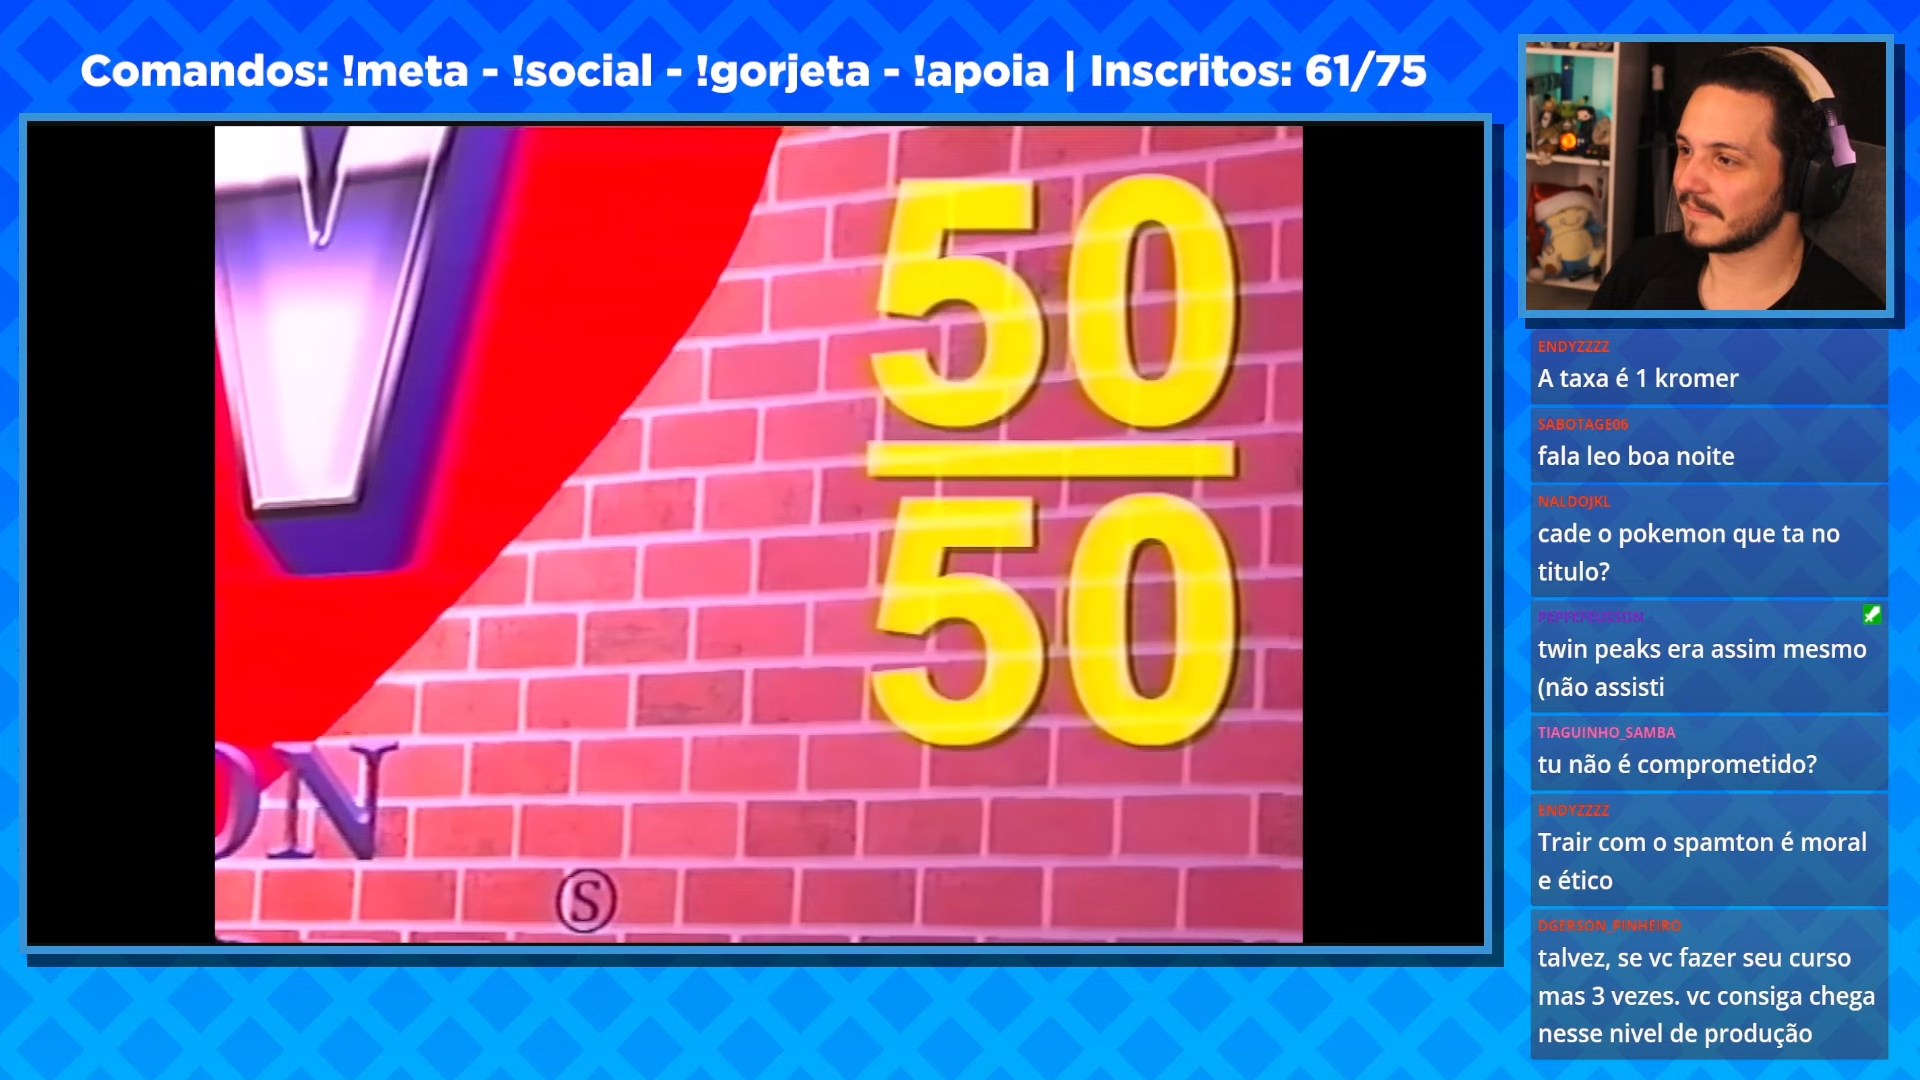 Comandos: !meta - !social - !gorjeta - !apoia | Inscritos: 61/75
50
50
ON
Ⓢ
ENDYZZZZ
A taxa é 1 kromer
SABOTAGE06
fala leo boa noite
NALDOJKL
cade o pokemon que ta no
titulo?
twin peaks era assim mesmo
(não assisti
TIAGUINHO_SAMBA
tu não é comprometido?
ENDYZZZZ
Trair com o spamton é moral
e ético
DGERSON_PINHEIRO
talvez, se vc fazer seu curso
mas 3 vezes. vc consiga chega
nesse nivel de produção